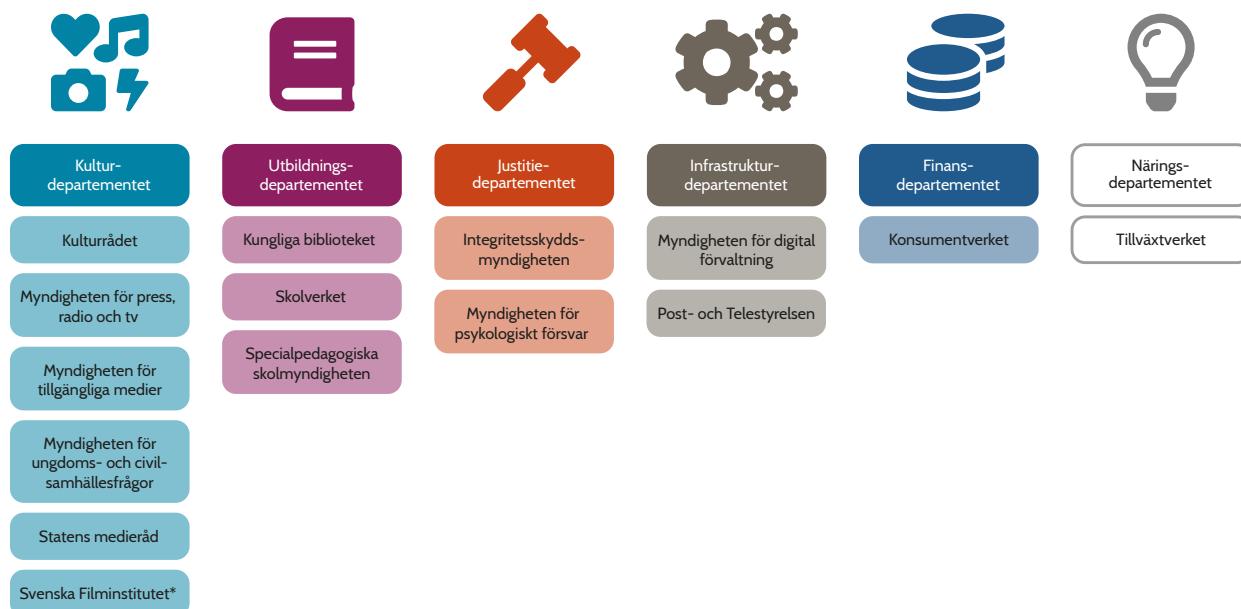 Kultur-
departementet
Kulturrådet
Myndigheten för press,
radio och tv
Myndigheten för
tillgängliga medier
Myndigheten för
ungdoms- och civil-
samhällesfrågor
Statens medieråd
Svenska Filminstitutet*
Utbildnings-
departementet
Kungliga biblioteket
Skolverket
Specialpedagogiska
skolmyndigheten
Justitie-
departementet
Integritetsskydds-
myndigheten
Myndigheten för
psykologiskt försvar
Infrastruktur-
departementet
Myndigheten för digital
förvaltning
Post- och Telestyrelsen
Finans-
departementet
Konsumentverket
Närings-
departementet
Tillväxtverket